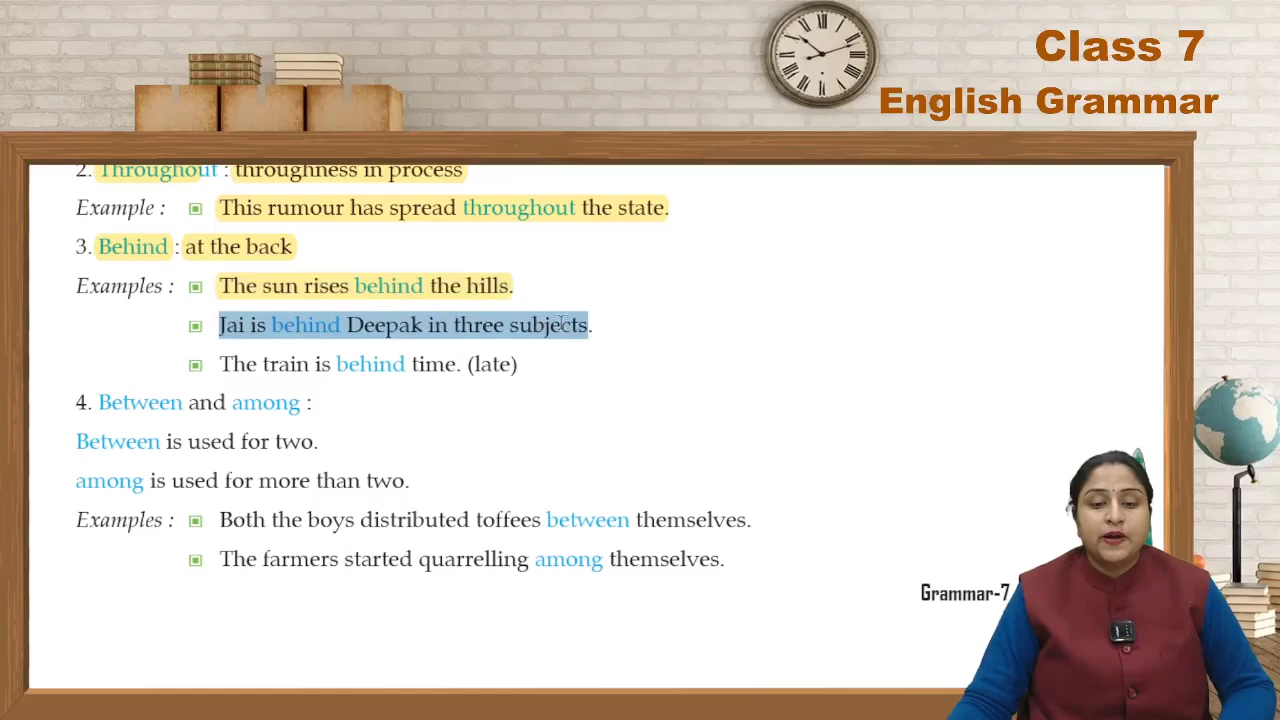 Class 7
English Grammar
2. Throughout : throughness in process
Example : This rumour has spread throughout the state.
3. Behind : at the back
Examples : The sun rises behind the hills.
Jai is behind Deepak in three subjects.
The train is behind time. (late)
4. Between and among :
Between is used for two.
among is used for more than two.
Examples : Both the boys distributed toffees between themselves.
The farmers started quarrelling among themselves.
Grammar-7